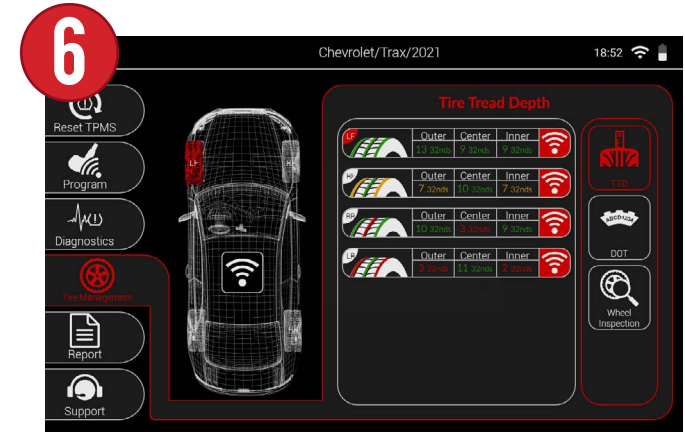 6
Chevrolet/Trax/2021
18:52
Reset TPMS
Program
Diagnostics
Tire Management
Report
Support
LF
RF
RR
Tire Tread Depth
LF Outer Center Inner
13 32nds 9 32nds 9 32nds
RF Outer Center Inner
7 32nds 10 32nds 7 32nds
RR Outer Center Inner
10 32nds 3 32nds 9 32nds
LR Outer Center Inner
3 32nds 11 32nds 2 32nds
TTD
ABCD1234
DOT
Wheel
Inspection